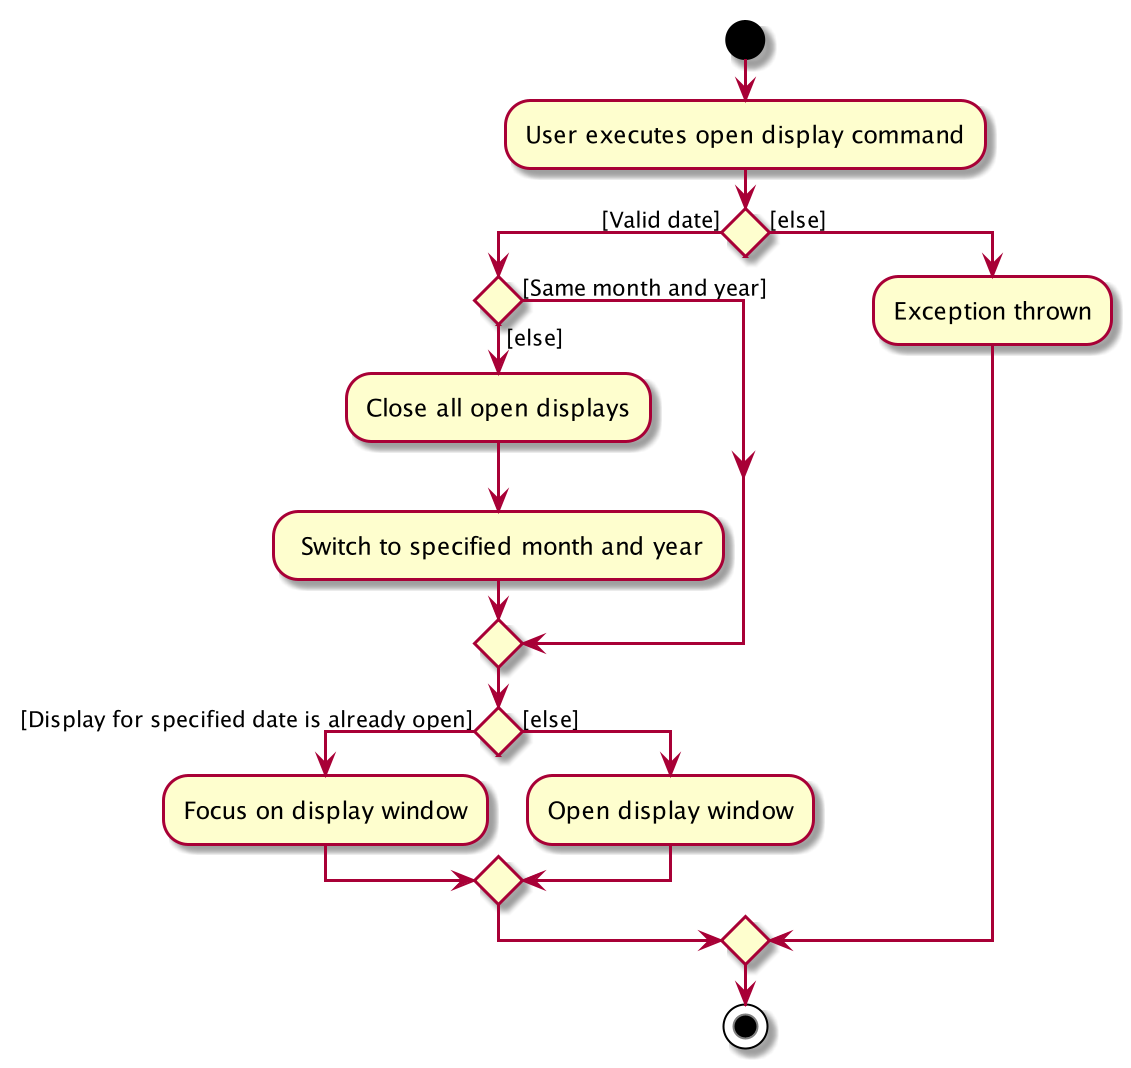 User executes open display command
[Valid date]
[else]
[Same month and year]
Exception thrown
[else]
Close all open displays
Switch to specified month and year
[Display for specified date is already open]
[else]
Focus on display window
Open display window